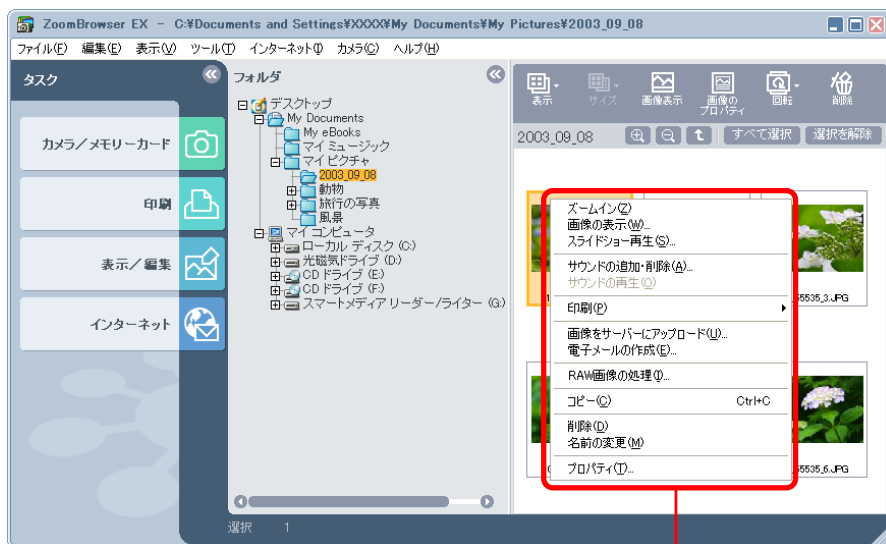 ZoomBrowser EX - C:¥Documents and Settings¥XXXX¥My Documents¥My Pictures¥2003_09_08
ファイル(F) 編集(E) 表示(V) ツール(T) インターネット(I) カメラ(C) ヘルプ(H)
タスク
カメラ/メモリーカード
印刷
表示/編集
インターネット
フォルダ
デスクトップ
My Documents
My eBooks
マイ ミュージック
マイ ピクチャ
2003_09_08
動物
旅行の写真
風景
マイ コンピュータ
ローカル ディスク (C:)
光磁気ドライブ (D:)
CD ドライブ (E:)
CD ドライブ (F:)
スマートメディア リーダー/ライター (G:)
表示 サイズ 画像表示 画像のプロパティ 回転 削除
2003_09_08 すべて選択 選択を解除
ズームイン(Z)
画像の表示(W)...
スライドショー再生(S)...
サウンドの追加・削除(A)...
サウンドの再生(O)
印刷(P)
画像をサーバーにアップロード(U)...
電子メールの作成(E)...
RAW画像の処理(I)...
コピー(C) Ctrl+C
削除(D)
名前の変更(M)
プロパティ(T)...
5535_3.JPG
5535_6.JPG
選択 1